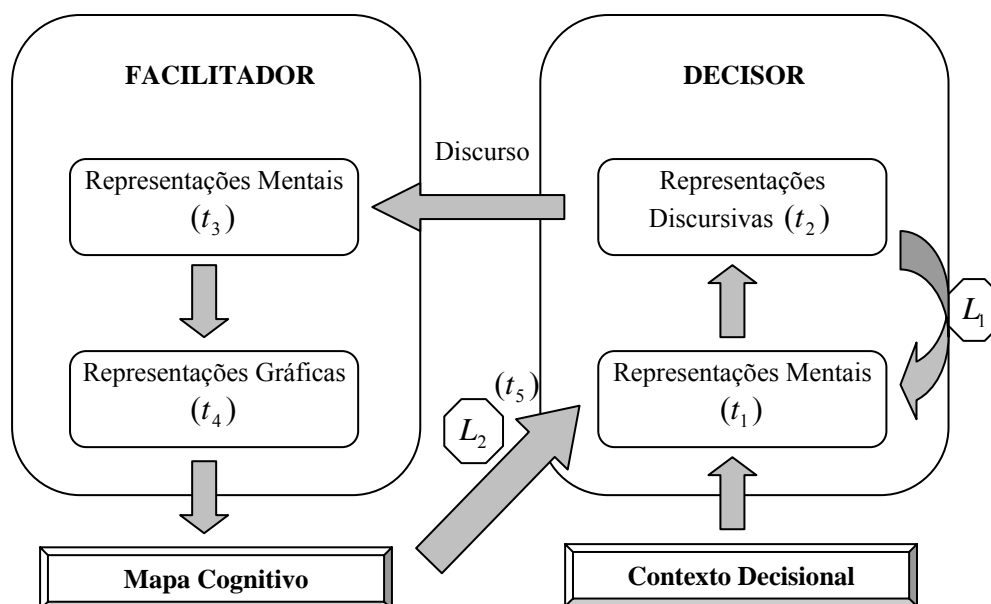 FACILITADOR
Representações Mentais
(t₃)
Representações Gráficas
(t₄)
Mapa Cognitivo
Discurso
L₂
(t₅)
DECISOR
Representações
Discursivas (t₂)
L₁
Representações Mentais
(t₁)
Contexto Decisional